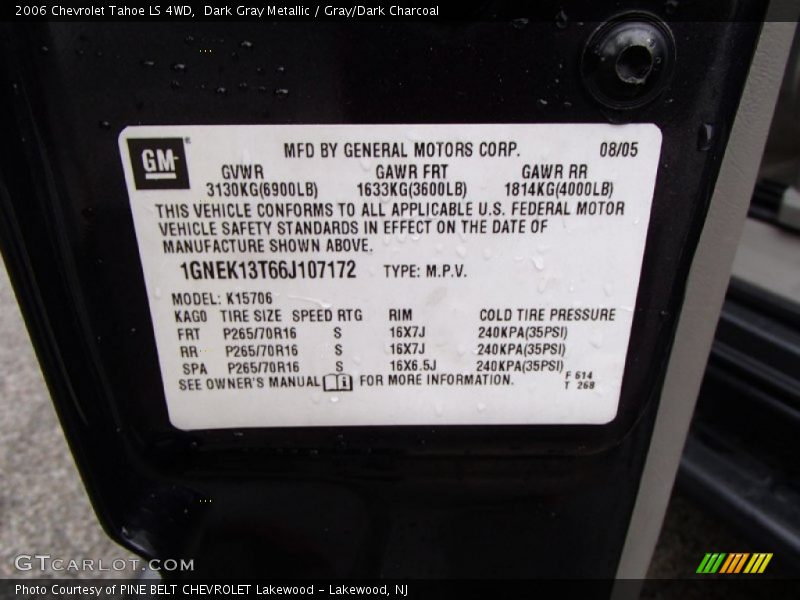 2006 Chevrolet Tahoe LS 4WD, Dark Gray Metallic / Gray/Dark Charcoal
GM
MFD BY GENERAL MOTORS CORP. 08/05
GVWR GAWR FRT GAWR RR
3130KG(6900LB) 1633KG(3600LB) 1814KG(4000LB)
THIS VEHICLE CONFORMS TO ALL APPLICABLE U.S. FEDERAL MOTOR
VEHICLE SAFETY STANDARDS IN EFFECT ON THE DATE OF
MANUFACTURE SHOWN ABOVE.
1GNEK13T66J107172 TYPE: M.P.V.
MODEL: K15706
KAGO TIRE SIZE SPEED RTG RIM COLD TIRE PRESSURE
FRT P265/70R16 S 16X7J 240KPA(35PSI)
RR P265/70R16 S 16X7J 240KPA(35PSI)
SPA P265/70R16 S 16X6.5J 240KPA(35PSI)
SEE OWNER'S MANUAL FOR MORE INFORMATION.
F 614
T 268
GTCARLOT.COM
Photo Courtesy of PINE BELT CHEVROLET Lakewood - Lakewood, NJ